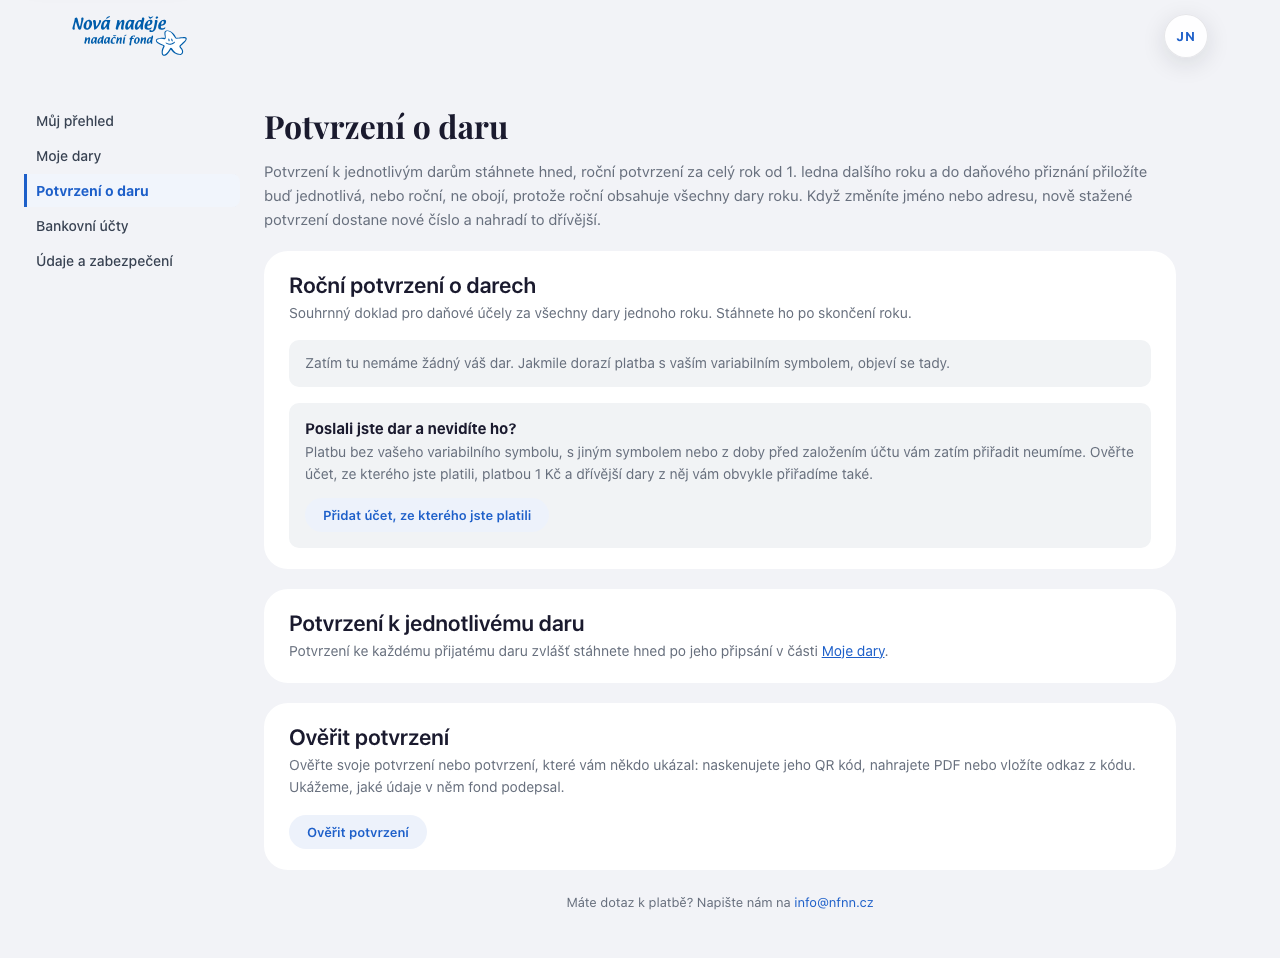 Nová naděje
nadační fond
JN
Můj přehled
Moje dary
Potvrzení o daru
Bankovní účty
Údaje a zabezpečení
Potvrzení o daru
Potvrzení k jednotlivým darům stáhnete hned, roční potvrzení za celý rok od 1. ledna dalšího roku a do daňového přiznání přiložíte
buď jednotlivá, nebo roční, ne obojí, protože roční obsahuje všechny dary roku. Když změníte jméno nebo adresu, nově stažené
potvrzení dostane nové číslo a nahradí to dřívější.
Roční potvrzení o darech
Souhrnný doklad pro daňové účely za všechny dary jednoho roku. Stáhnete ho po skončení roku.
Zatím tu nemáme žádný váš dar. Jakmile dorazí platba s vaším variabilním symbolem, objeví se tady.
Poslali jste dar a nevidíte ho?
Platbu bez vašeho variabilního symbolu, s jiným symbolem nebo z doby před založením účtu vám zatím přiřadit neumíme. Ověřte
účet, ze kterého jste platili, platbou 1 Kč a dřívější dary z něj vám obvykle přiřadíme také.
Přidat účet, ze kterého jste platili
Potvrzení k jednotlivému daru
Potvrzení ke každému přijatému daru zvlášť stáhnete hned po jeho připsání v části Moje dary.
Ověřit potvrzení
Ověřte svoje potvrzení nebo potvrzení, které vám někdo ukázal: naskenujete jeho QR kód, nahrajete PDF nebo vložíte odkaz z kódu.
Ukážeme, jaké údaje v něm fond podepsal.
Ověřit potvrzení
Máte dotaz k platbě? Napište nám na info@nfnn.cz